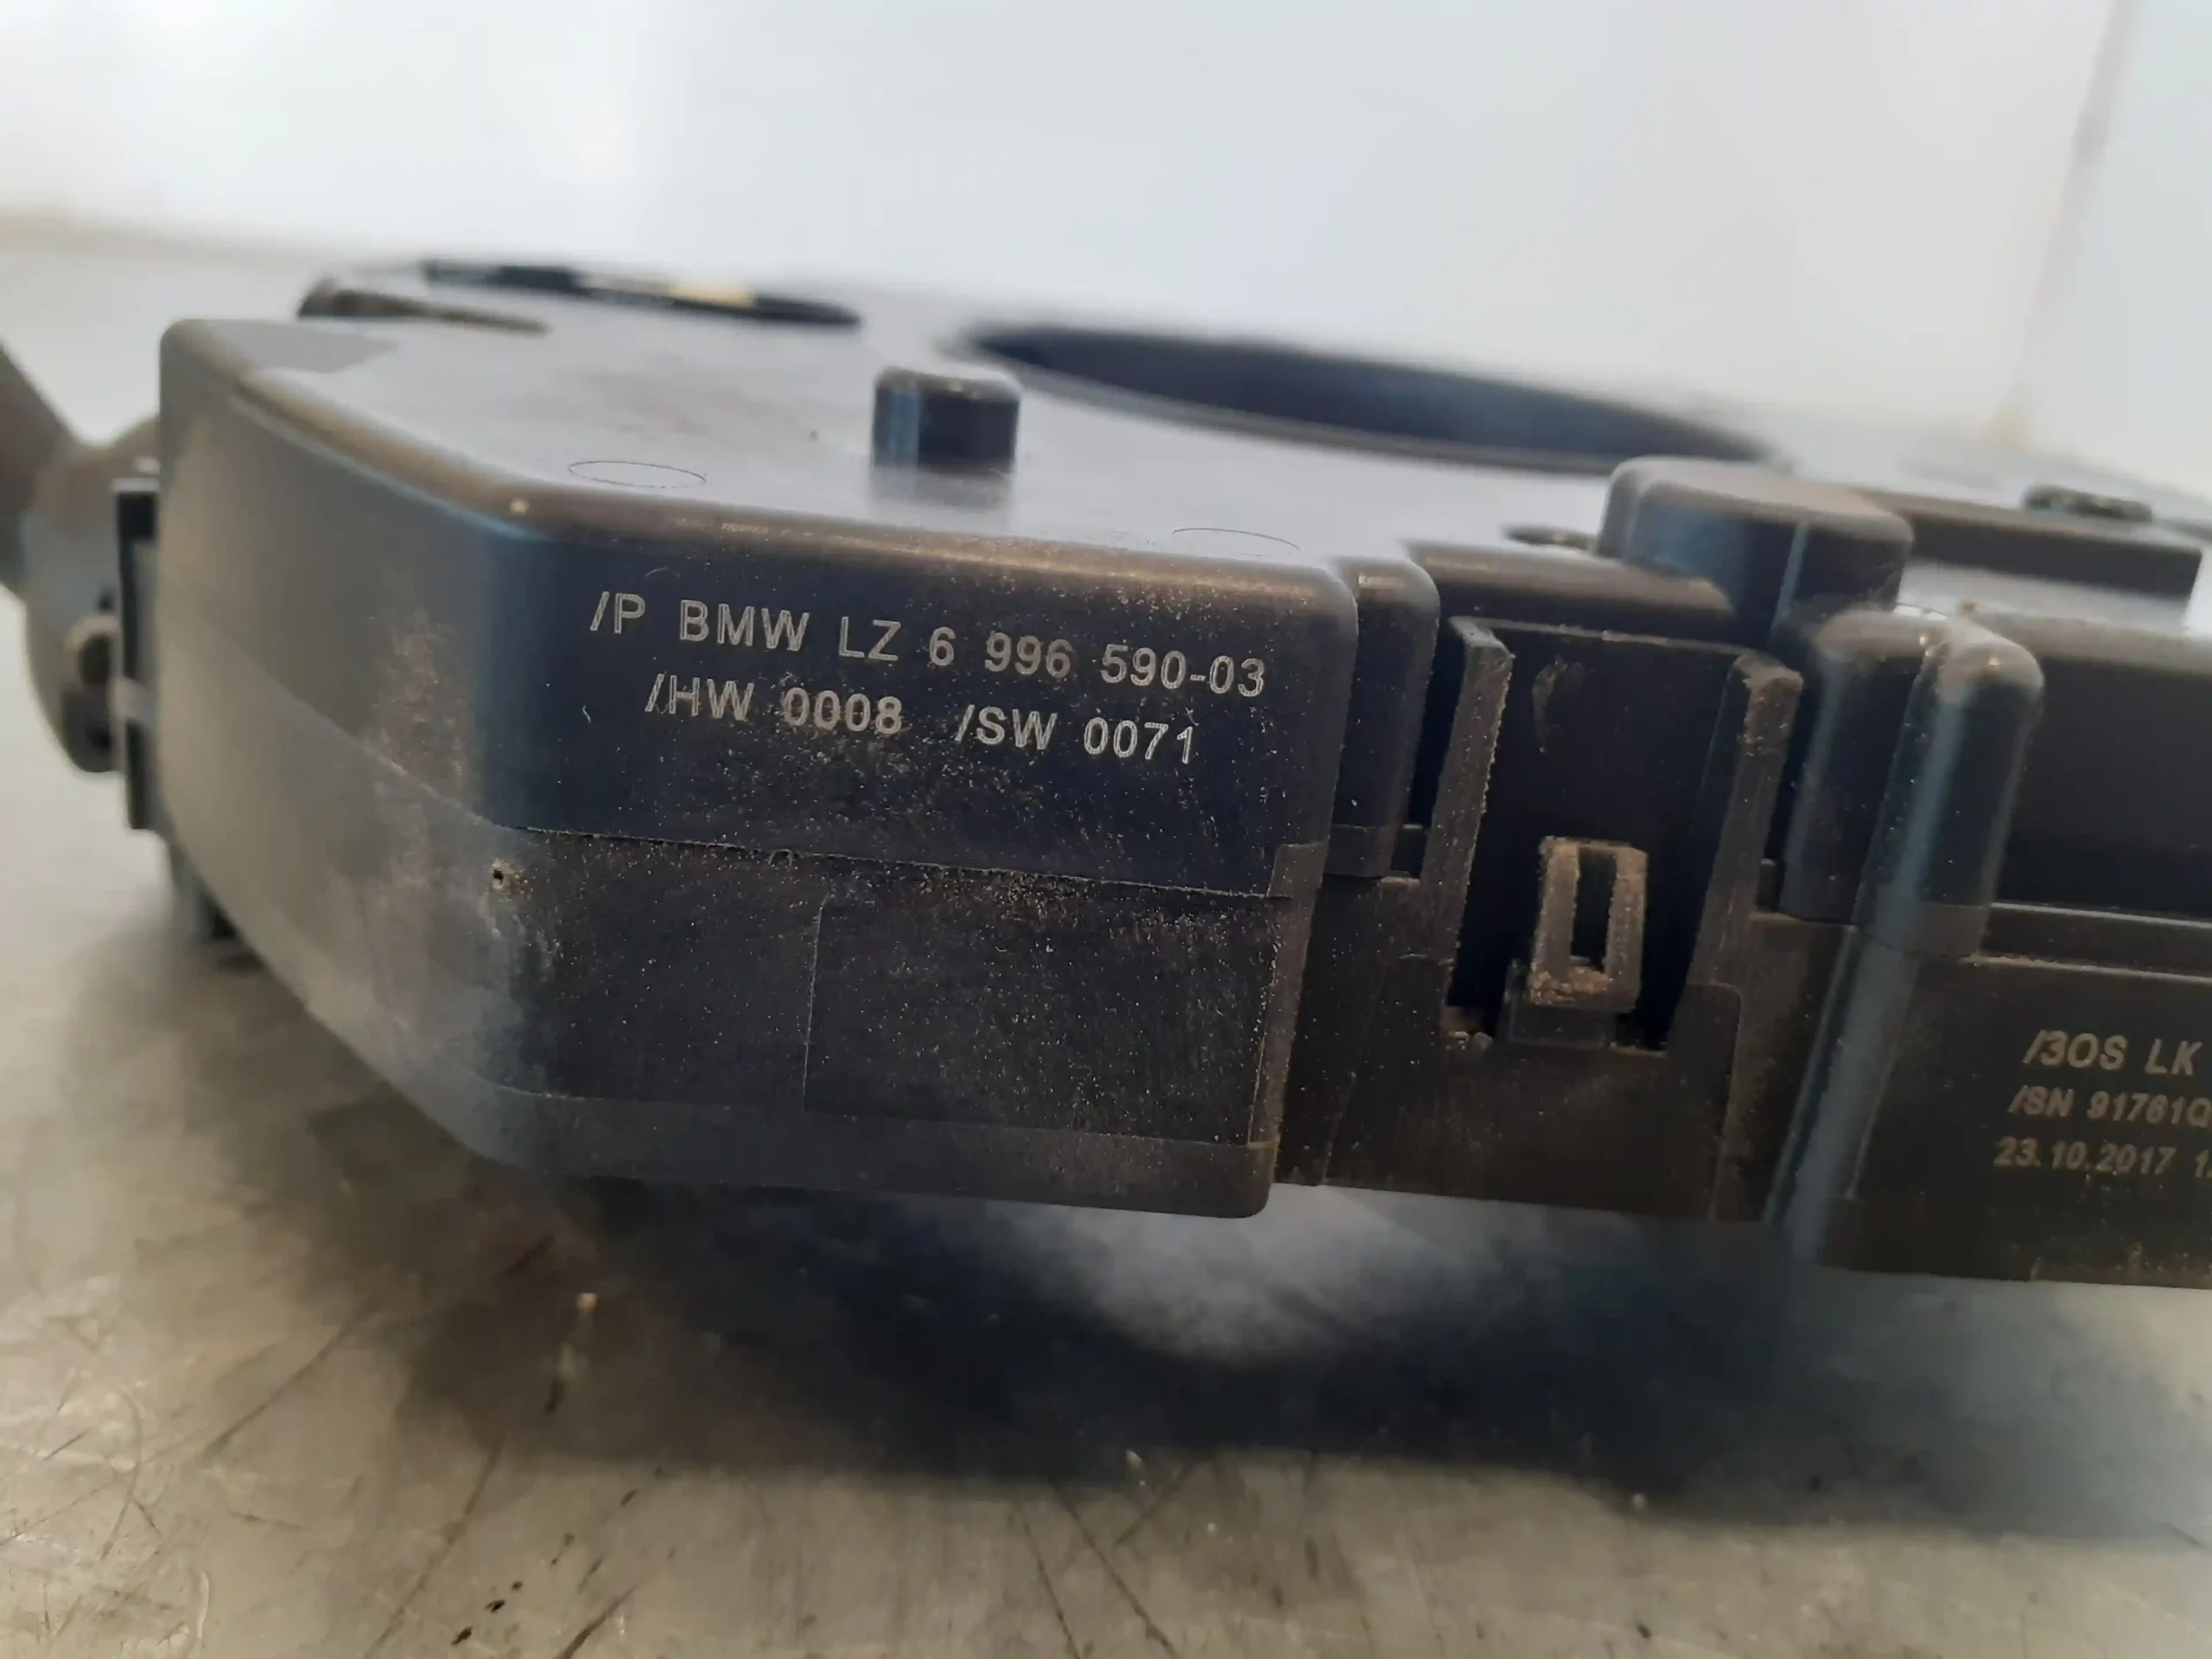 /P BMW LZ 6 996 590-03
/HW 0008 /SW 0071
/3OS LK
/SN 91761Q
23.10.2017